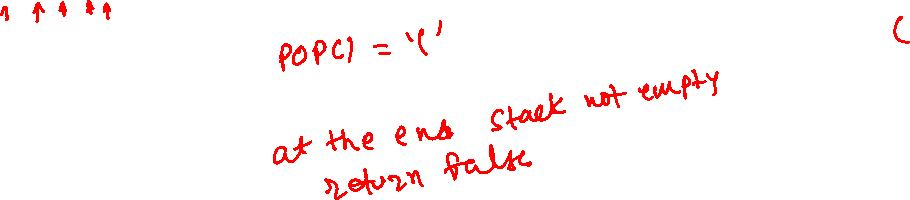 POP() = '('
(
at the end stack not empty
return false